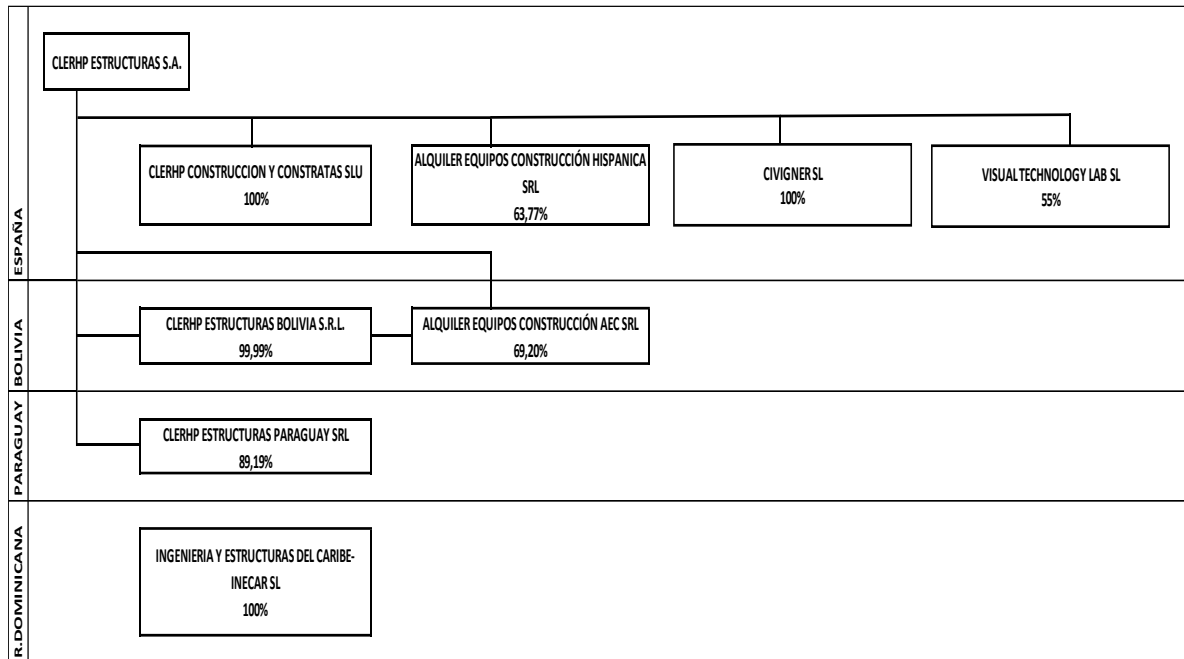 ESPAÑA
CLERHP ESTRUCTURAS S.A.
CLERHP CONSTRUCCION Y CONSTRATAS SLU
100%
ALQUILER EQUIPOS CONSTRUCCIÓN HISPANICA
SRL
63,77%
CIVIGNER SL
100%
VISUAL TECHNOLOGY LAB SL
55%
BOLIVIA
CLERHP ESTRUCTURAS BOLIVIA S.R.L.
99,99%
ALQUILER EQUIPOS CONSTRUCCIÓN AEC SRL
69,20%
PARAGUAY
CLERHP ESTRUCTURAS PARAGUAY SRL
89,19%
R.DOMINICANA
INGENIERIA Y ESTRUCTURAS DEL CARIBE-
INECAR SL
100%